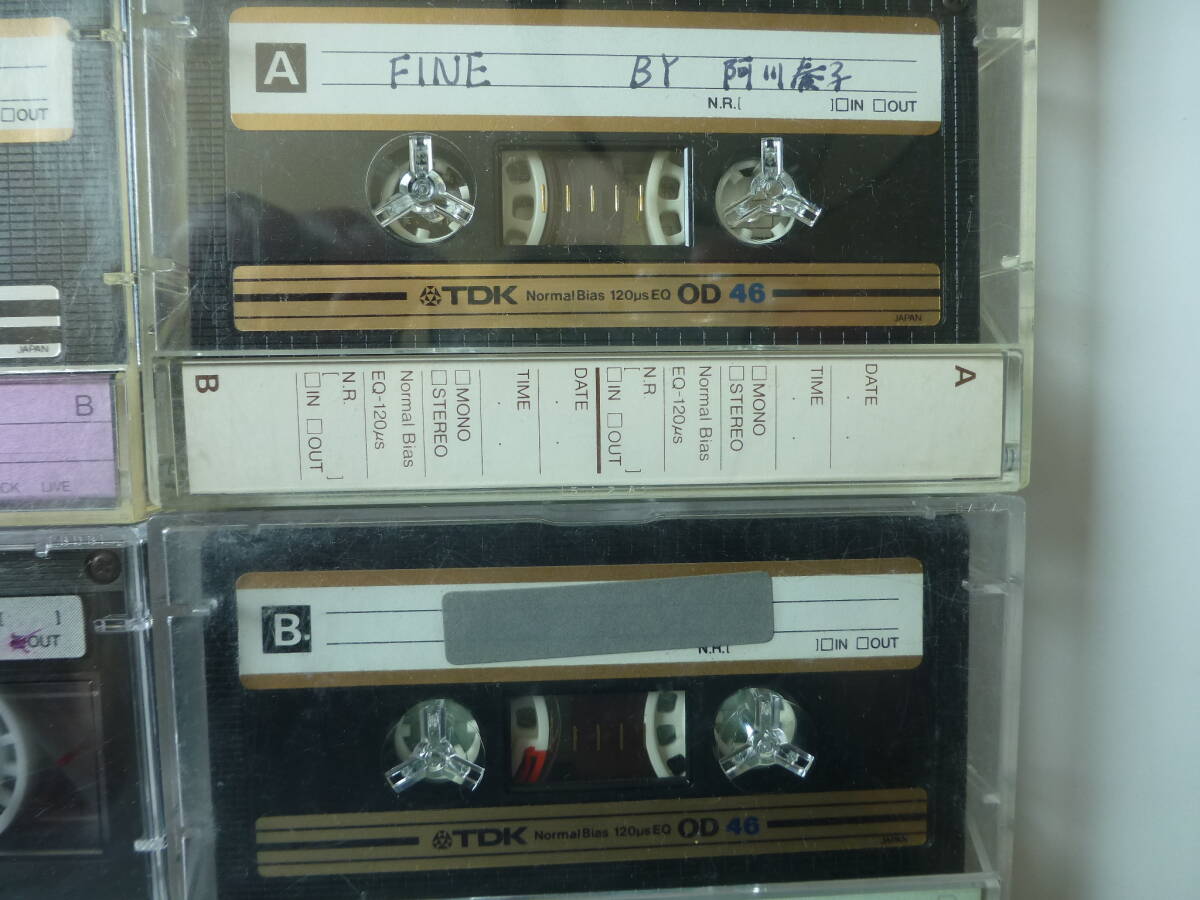 □OUT
JAPAN
B
CK LIVE
[ ]
OUT
A FINE BY 阿川泰子
N.R.[ ]□IN □OUT
TDK Normal Bias 120μs EQ OD 46
JAPAN
A
DATE
TIME
□MONO
□STEREO
Normal Bias
EQ-120μs
N.R.
[ ]
□IN □OUT
DATE
TIME
□MONO
□STEREO
Normal Bias
EQ-120μs
N.R.
[ ]
□IN □OUT
B
B.
N.R.[ ]□IN □OUT
TDK Normal Bias 120μs EQ OD 46
JAPAN